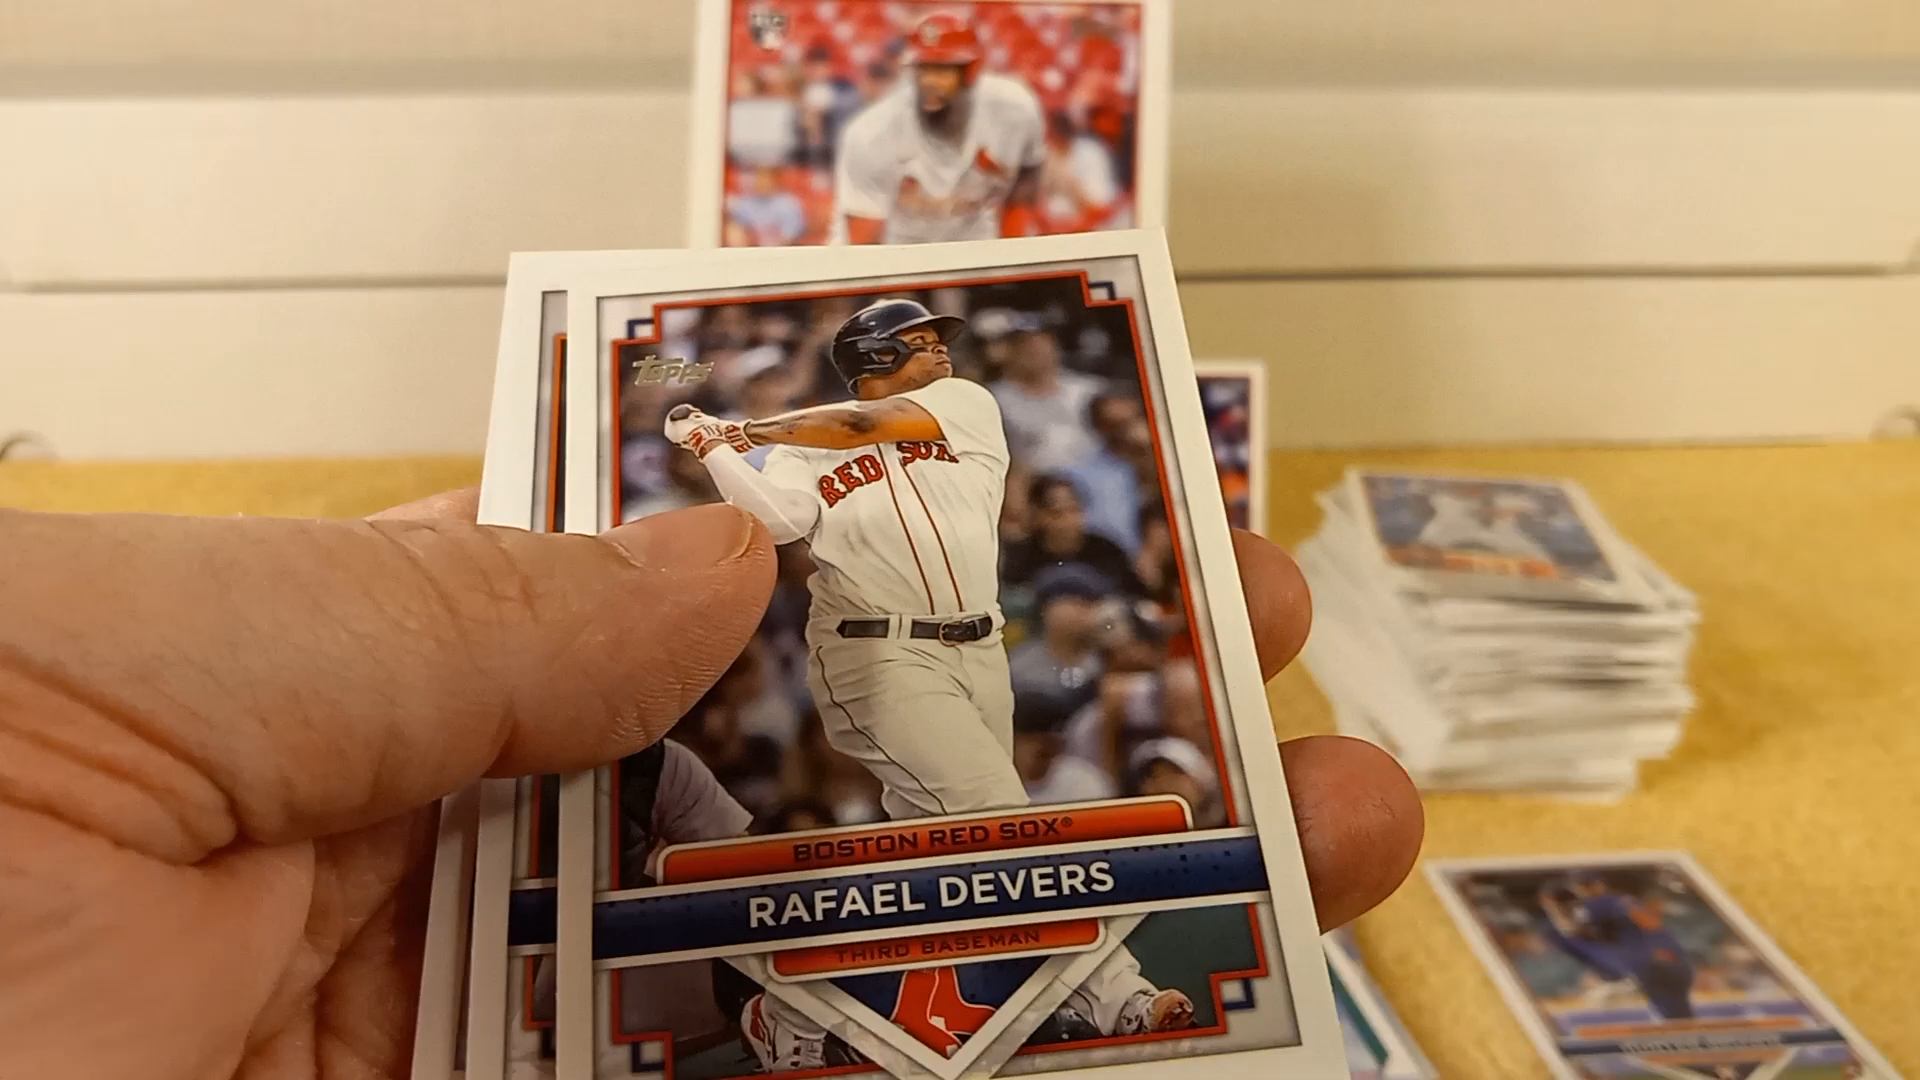 Topps
RED SOX
BOSTON RED SOX®
RAFAEL DEVERS
THIRD BASEMAN